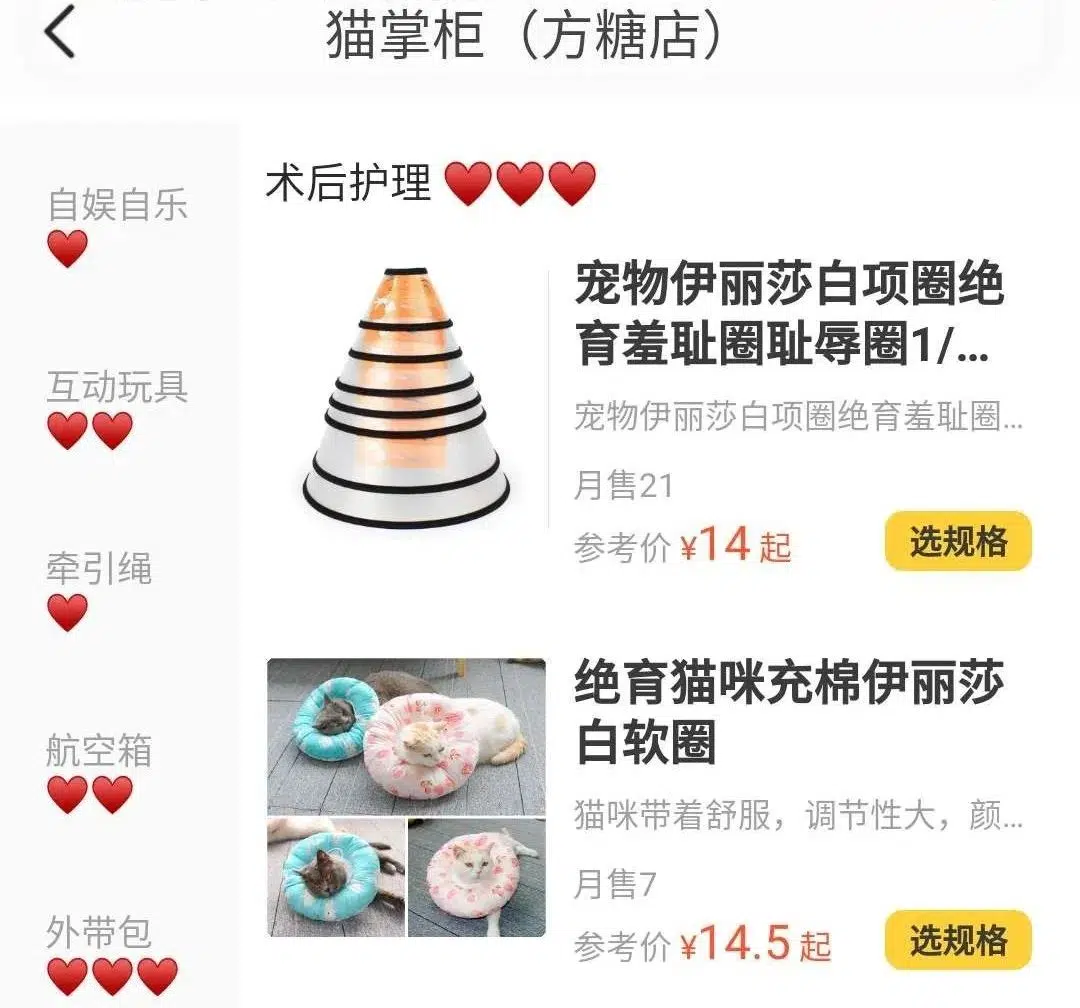 猫掌柜（方糖店）
自娱自乐
♥
互动玩具
♥♥
牵引绳
♥
航空箱
♥♥
外带包
♥♥♥
术后护理 ♥♥♥
宠物伊丽莎白项圈绝
育羞耻圈耻辱圈1/...
宠物伊丽莎白项圈绝育羞耻圈...
月售21
参考价 ¥14 起
选规格
绝育猫咪充棉伊丽莎
白软圈
猫咪带着舒服，调节性大，颜...
月售7
参考价 ¥14.5 起
选规格